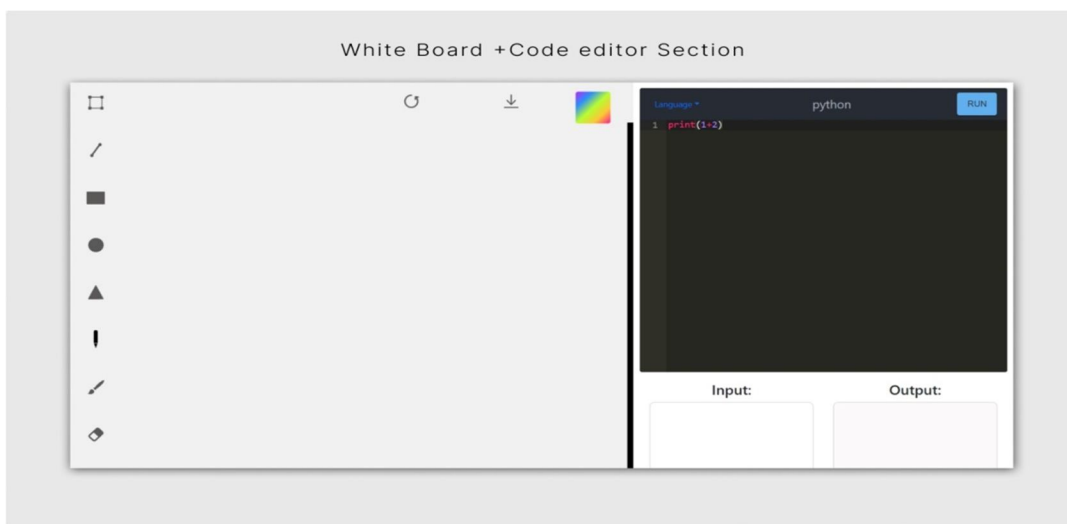 White Board +Code editor Section
Language python RUN
1 print(1+2)
Input: Output: